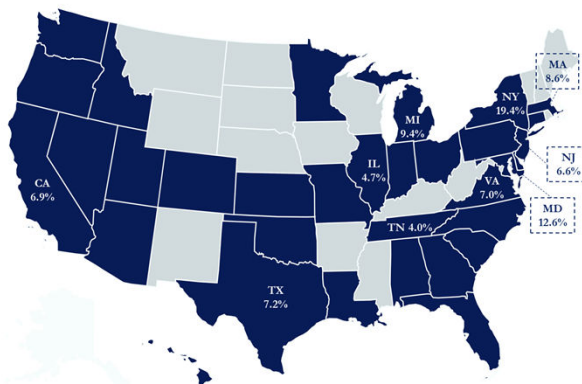 MA
8.6%
NY
19.4%
MI
9.4%
NJ
6.6%
IL
4.7%
VA
7.0%
CA
6.9%
MD
12.6%
TN 4.0%
TX
7.2%